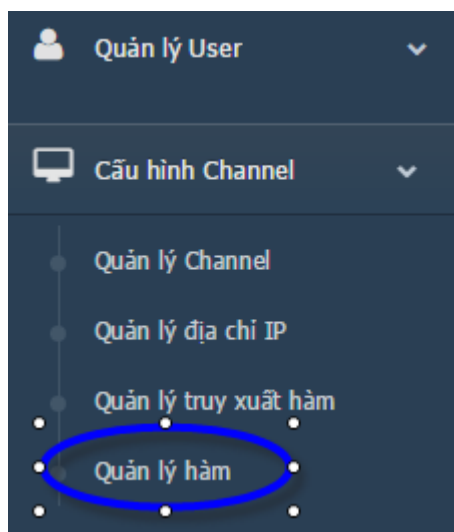 Quản lý User
Cấu hình Channel
Quản lý Channel
Quản lý địa chỉ IP
Quản lý truy xuất hàm
Quản lý hàm